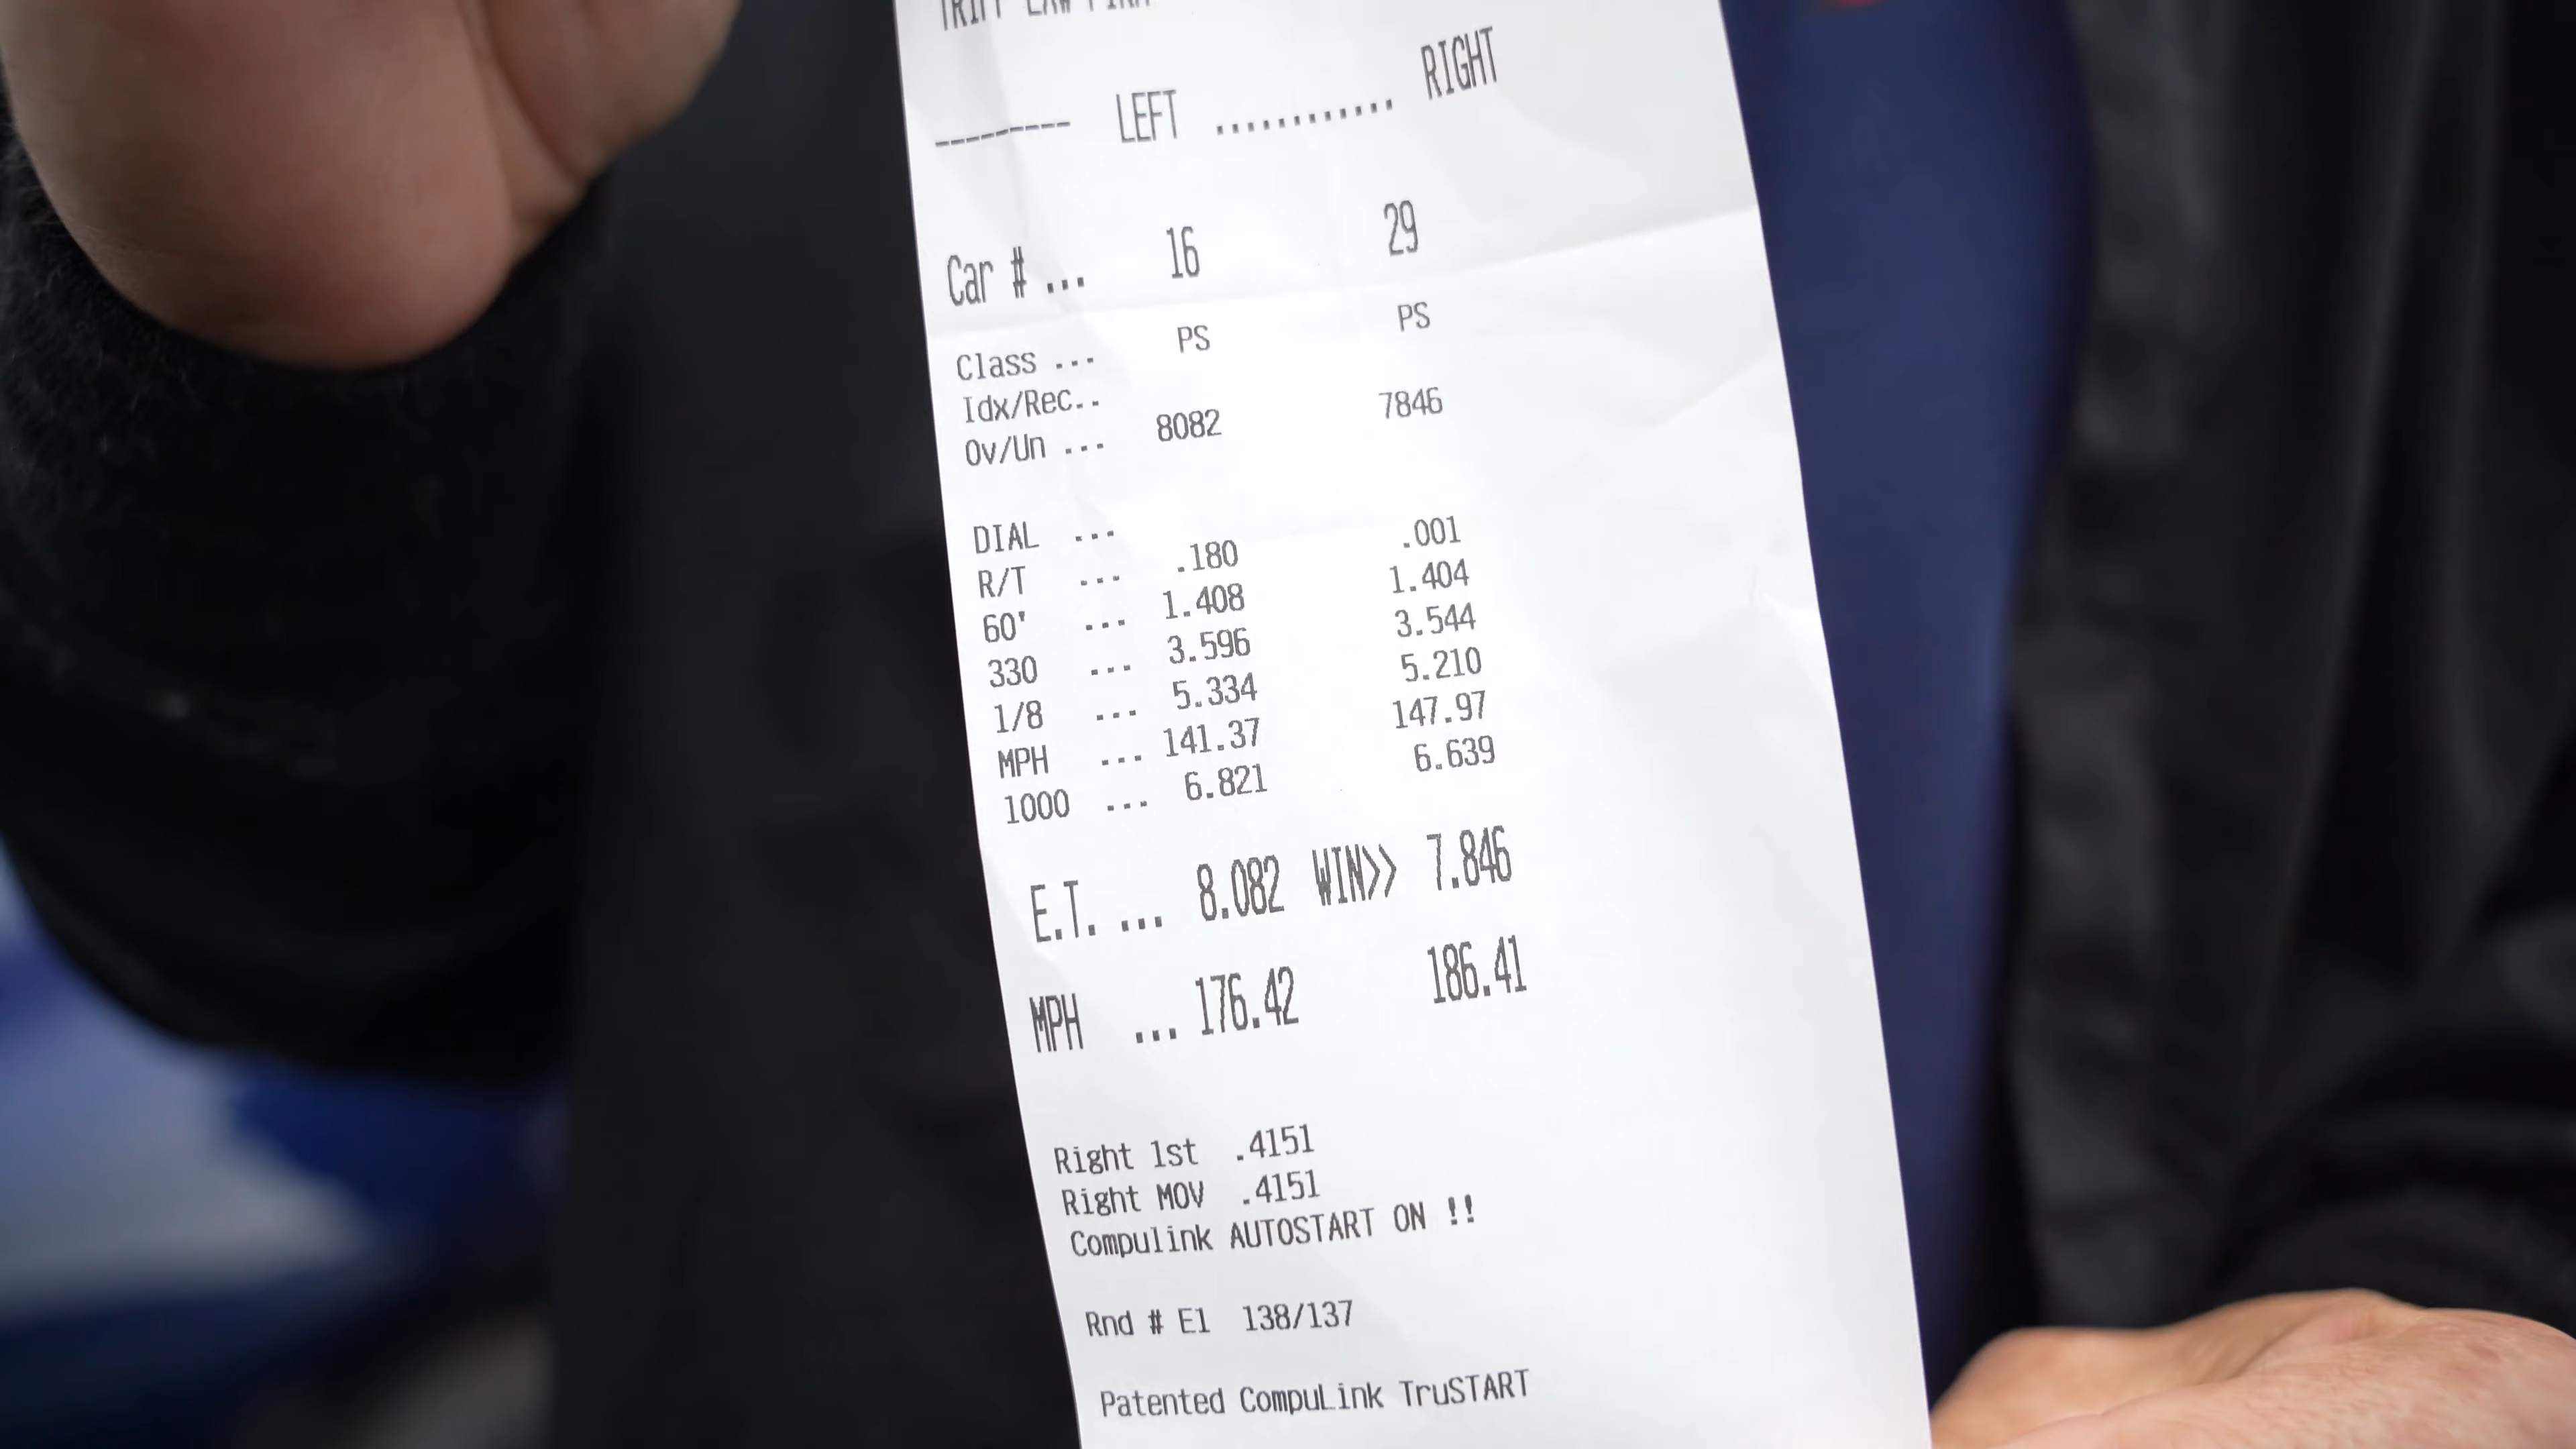 -------- LEFT ............ RIGHT
Car # ... 16 29
Class ... PS PS
Idx/Rec..
Ov/Un ... 8082 7846
DIAL ...
R/T ... .180 .001
60' ... 1.408 1.404
330 ... 3.596 3.544
1/8 ... 5.334 5.210
MPH ... 141.37 147.97
1000 ... 6.821 6.639
E.T. ... 8.082 WIN>> 7.846
MPH ... 176.42 186.41
Right 1st .4151
Right MOV .4151
Compulink AUTOSTART ON !!
Rnd # E1 138/137
Patented CompuLink TruSTART